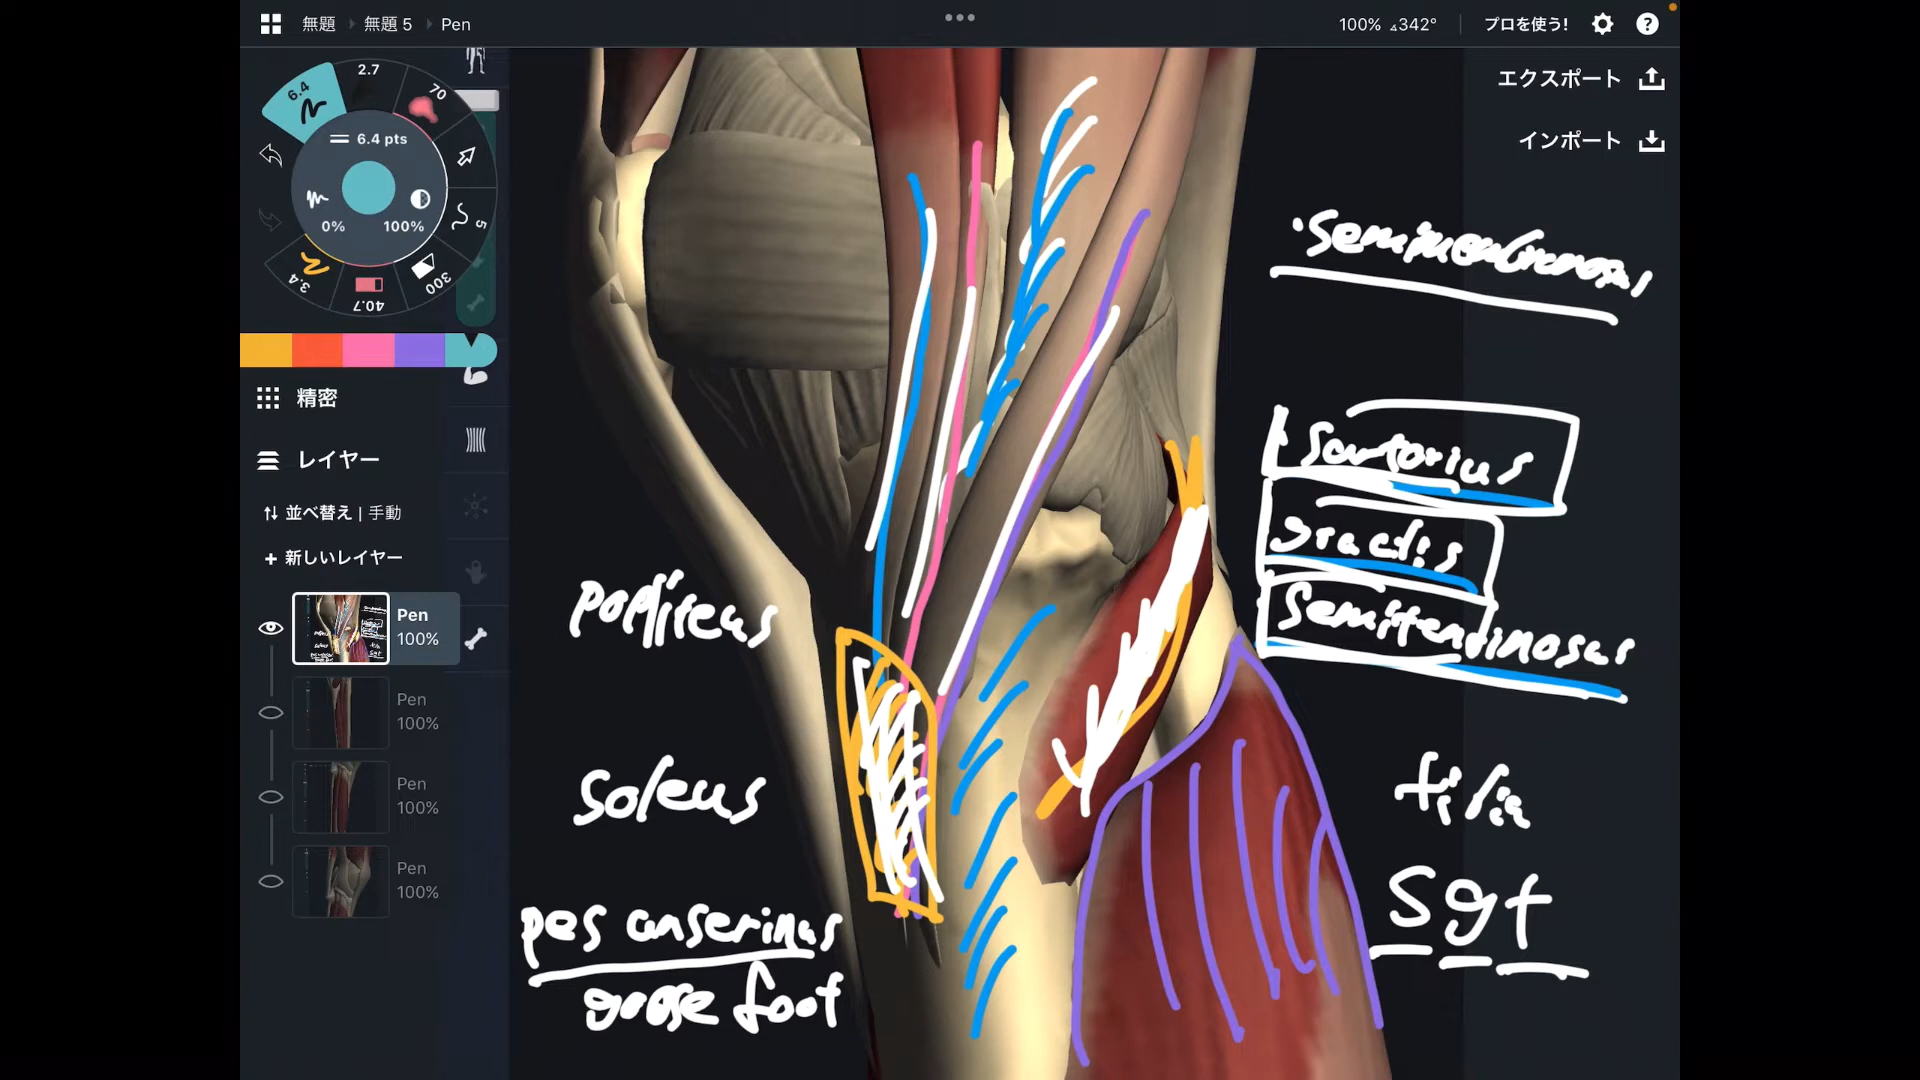 無題 › 無題 5 › Pen
100% ⦞342°
プロを使う!
エクスポート
インポート
2.7
6.4
70
6.4 pts
0%
100%
5
3.4
40.7
300
精密
レイヤー
並べ替え | 手動
+ 新しいレイヤー
Pen
100%
Pen
100%
Pen
100%
Pen
100%
popliteus
Soleus
pes anserinus
goose foot
Sartorius
gracilis
Semitendinosus
tibia
Sgt